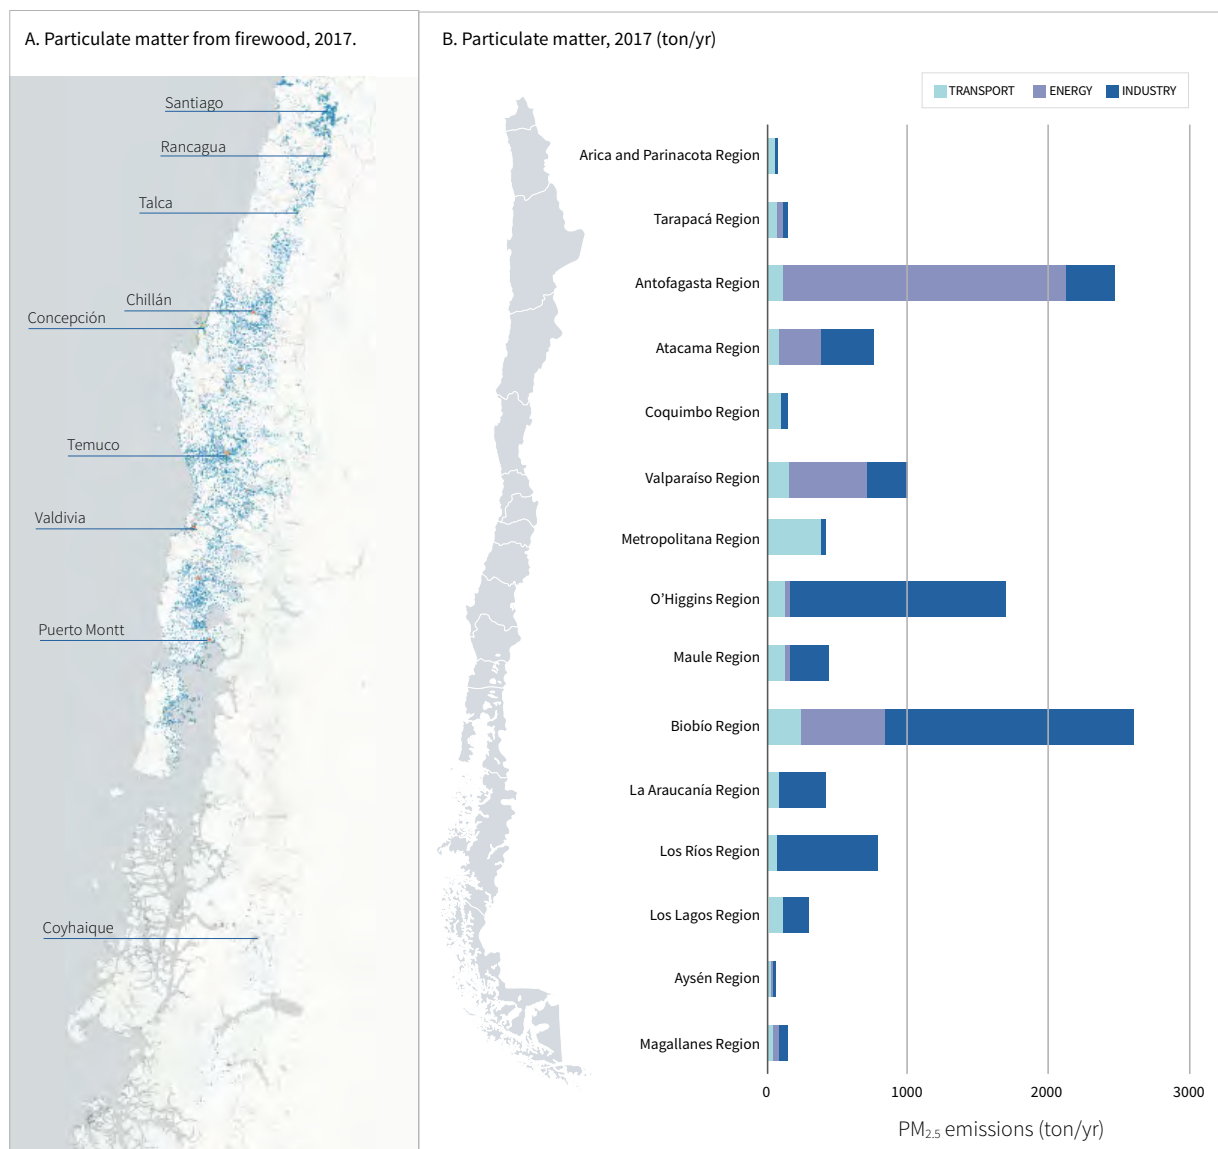 A. Particulate matter from firewood, 2017.
Santiago
Rancagua
Talca
Chillán
Concepción
Temuco
Valdivia
Puerto Montt
Coyhaique
B. Particulate matter, 2017 (ton/yr)
TRANSPORT ENERGY INDUSTRY
Arica and Parinacota Region
Tarapacá Region
Antofagasta Region
Atacama Region
Coquimbo Region
Valparaíso Region
Metropolitana Region
O’Higgins Region
Maule Region
Biobío Region
La Araucanía Region
Los Ríos Region
Los Lagos Region
Aysén Region
Magallanes Region
0 1000 2000 3000
PM2.5 emissions (ton/yr)